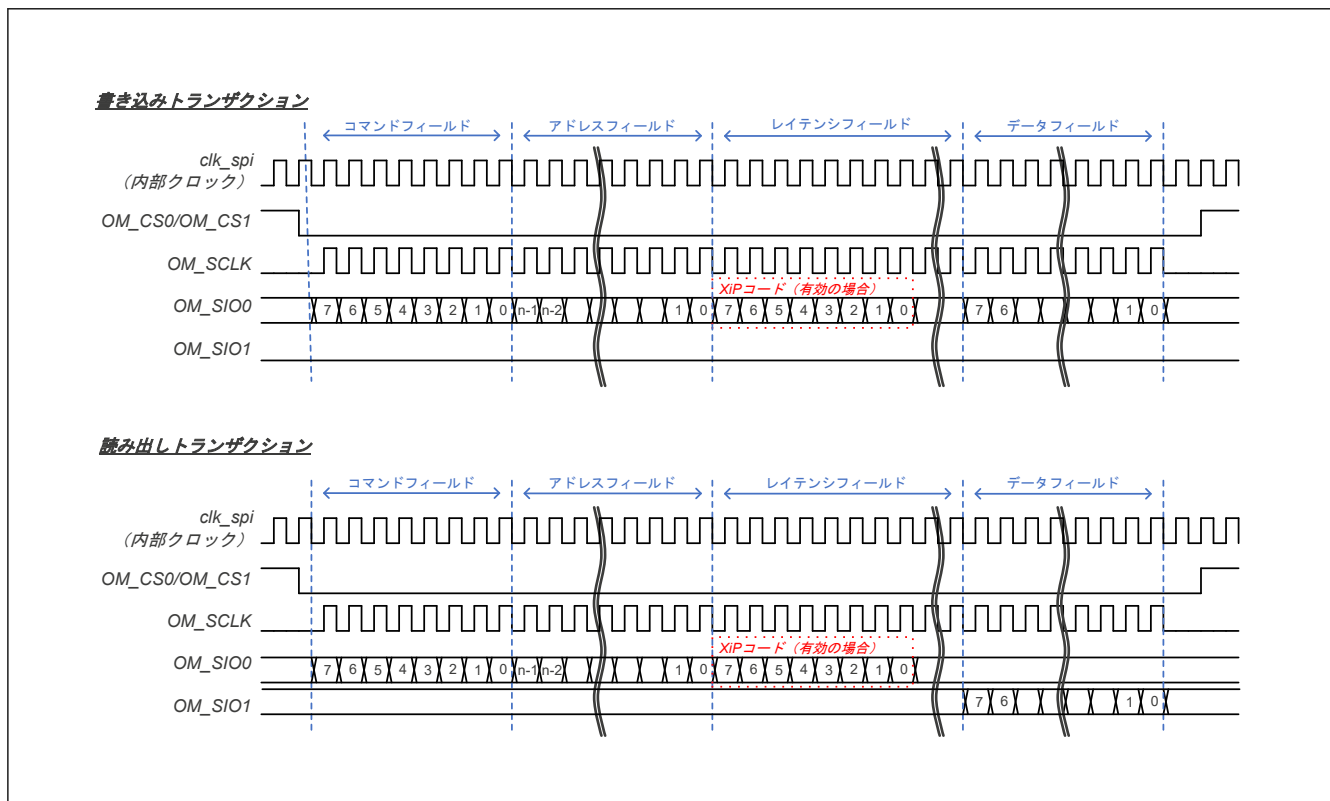 書き込みトランザクション
コマンドフィールド アドレスフィールド レイテンシフィールド データフィールド
clk_spi
（内部クロック）
OM_CS0/OM_CS1
OM_SCLK
XiPコード（有効の場合）
OM_SIO0 7 6 5 4 3 2 1 0 n-1 n-2 1 0 7 6 5 4 3 2 1 0 7 6 1 0
OM_SIO1
読み出しトランザクション
コマンドフィールド アドレスフィールド レイテンシフィールド データフィールド
clk_spi
（内部クロック）
OM_CS0/OM_CS1
OM_SCLK
XiPコード（有効の場合）
OM_SIO0 7 6 5 4 3 2 1 0 n-1 n-2 1 0 7 6 5 4 3 2 1 0
OM_SIO1 7 6 1 0